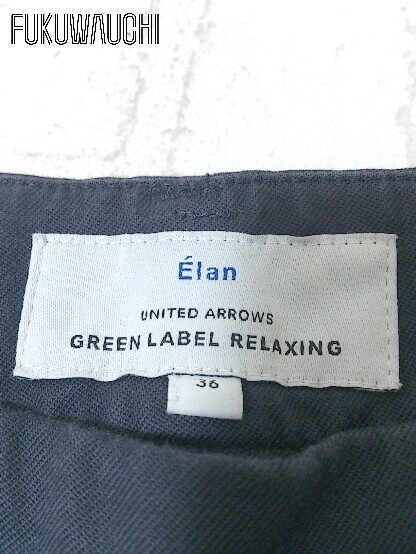 FUKUWAUCHI
Élan
UNITED ARROWS
GREEN LABEL RELAXING
36